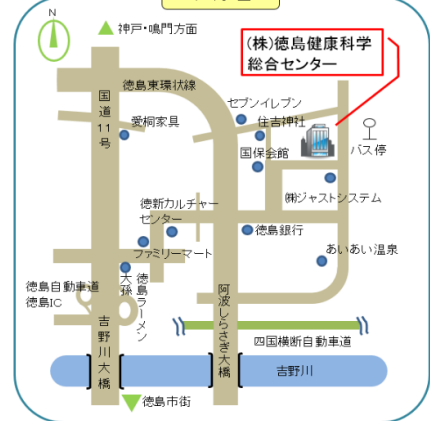 N
神戸・鳴門方面
(株)徳島健康科学
総合センター
国道11号
徳島東環状線
愛桐家具
セブンイレブン
住吉神社
国保会館
バス停
㈱ジャストシステム
徳新カルチャー
センター
徳島銀行
ファミリーマート
あいあい温泉
徳島ラーメン
大孫
徳島自動車道
徳島IC
吉野川大橋
阿波しらさぎ大橋
四国横断自動車道
吉野川
徳島市街